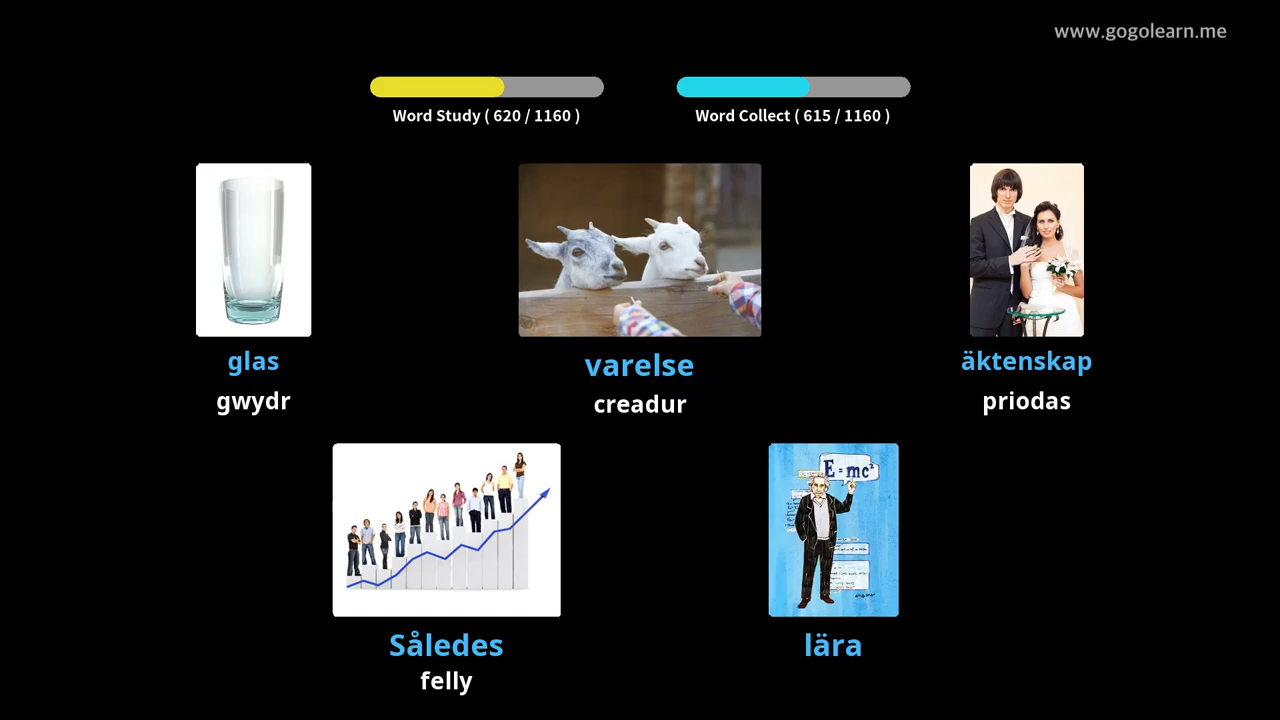 www.gogolearn.me
Word Study ( 620 / 1160 )
Word Collect ( 615 / 1160 )
glas
gwydr
varelse
creadur
äktenskap
priodas
E=mc²
Således
felly
lära